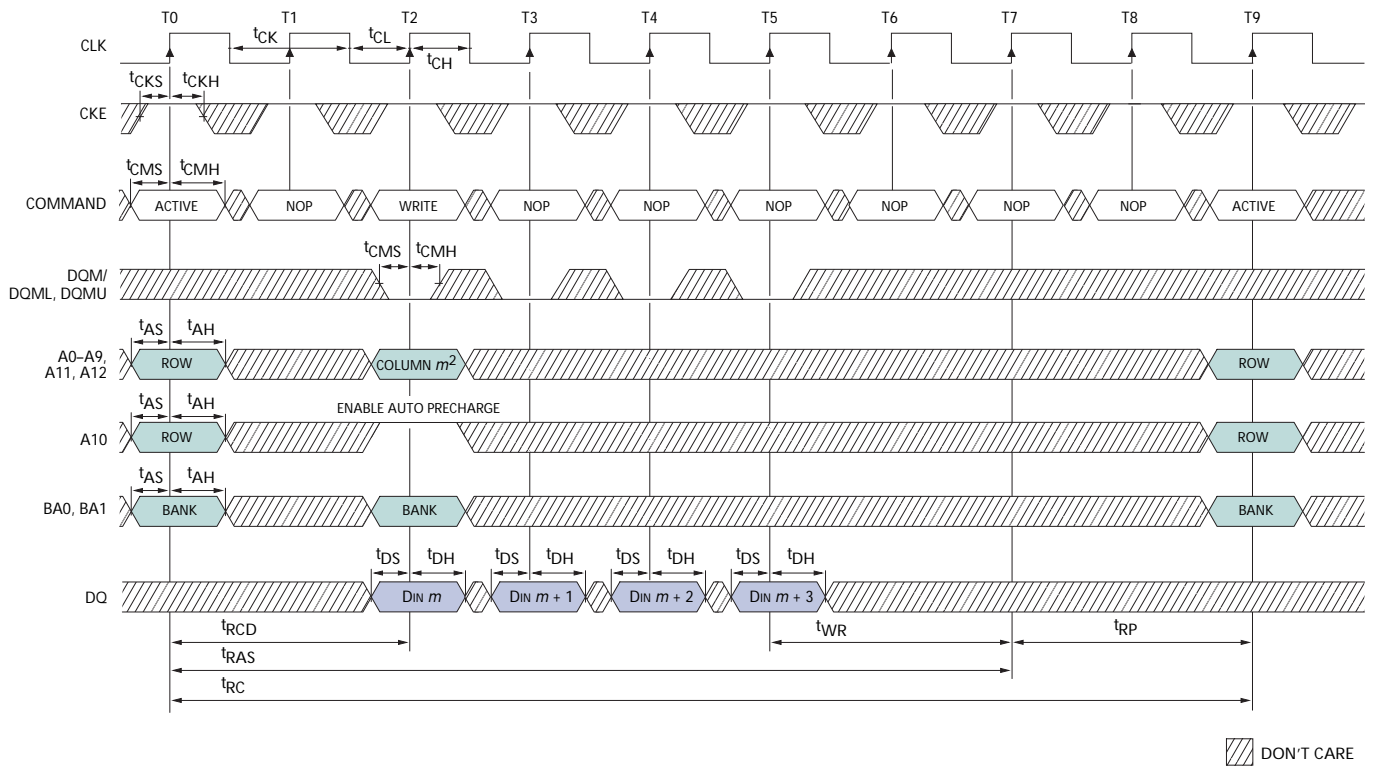 T0 T1 T2 T3 T4 T5 T6 T7 T8 T9
CLK
tCK tCL
tCH
tCKS tCKH
CKE
tCMS tCMH
COMMAND ACTIVE NOP WRITE NOP NOP NOP NOP NOP NOP ACTIVE
tCMS tCMH
DQM/
DQML, DQMU
tAS tAH
A0–A9,
A11, A12
ROW COLUMN m2 ROW
tAS tAH
ENABLE AUTO PRECHARGE
A10 ROW ROW
tAS tAH
BA0, BA1 BANK BANK BANK
tDS tDH tDS tDH tDS tDH tDS tDH
DQ DIN m DIN m + 1 DIN m + 2 DIN m + 3
tRCD tWR tRP
tRAS
tRC
DON'T CARE